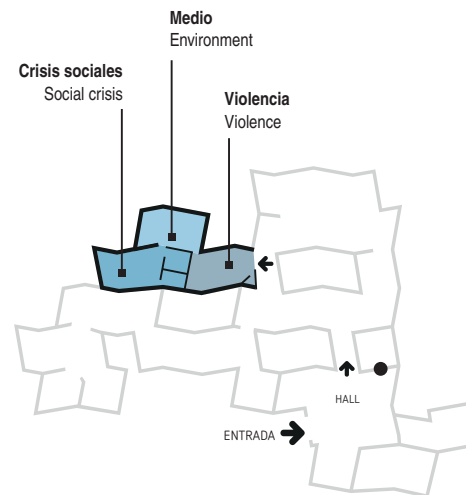 Medio
Environment
Crisis sociales
Social crisis
Violencia
Violence
HALL
ENTRADA